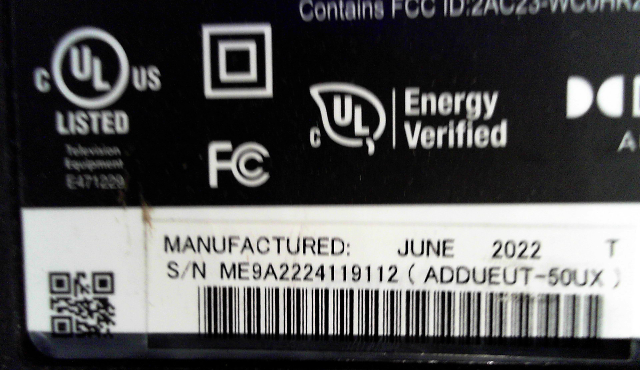 Contains FCC ID:2AC23-WC0HR2
C UL US
LISTED
Television
Equipment
E471229
FC
C UL
Energy
Verified
MANUFACTURED: JUNE 2022 T
S/N ME9A2224119112 ( ADDUEUT-50UX )